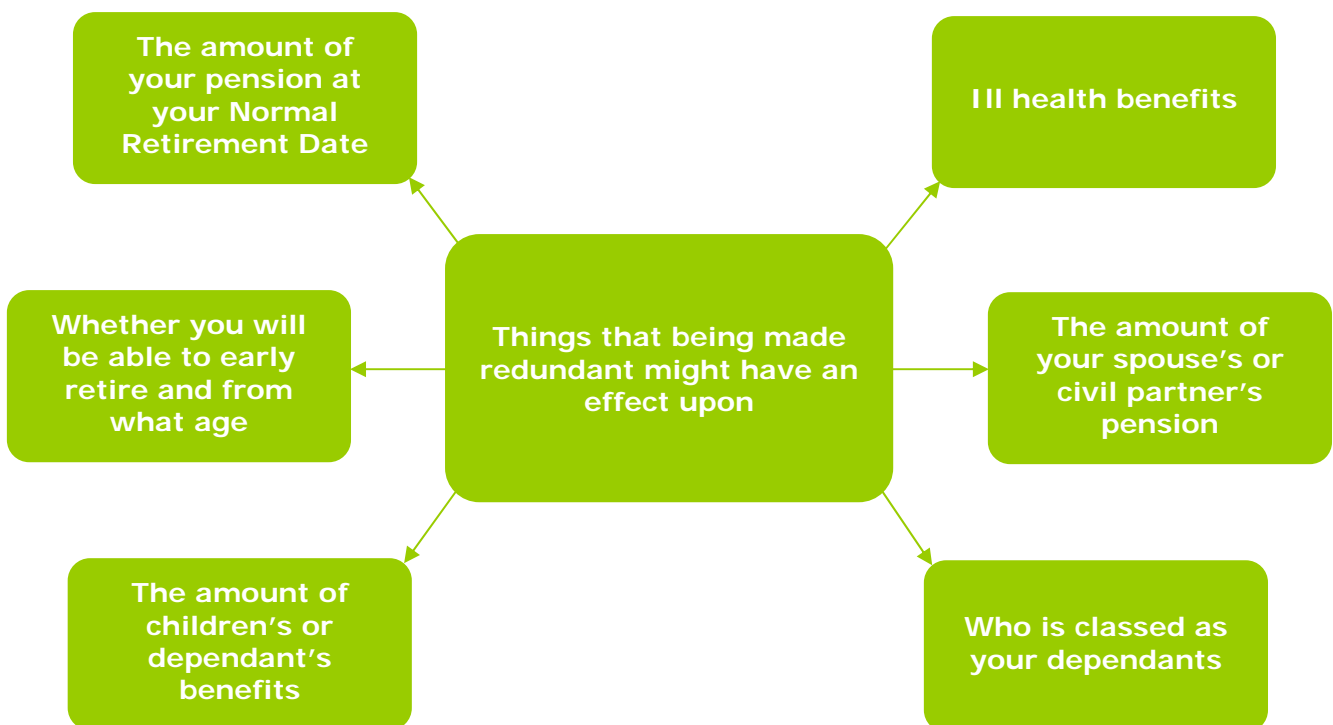 The amount of
your pension at
your Normal
Retirement Date
Ill health benefits
Whether you will
be able to early
retire and from
what age
Things that being made
redundant might have an
effect upon
The amount of
your spouse's or
civil partner's
pension
The amount of
children's or
dependant's
benefits
Who is classed as
your dependants